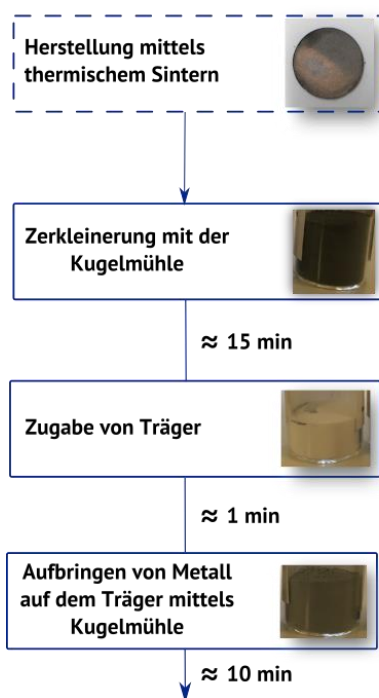 Herstellung mittels
thermischem Sintern
Zerkleinerung mit der
Kugelmühle
≈ 15 min
Zugabe von Träger
≈ 1 min
Aufbringen von Metall
auf dem Träger mittels
Kugelmühle
≈ 10 min